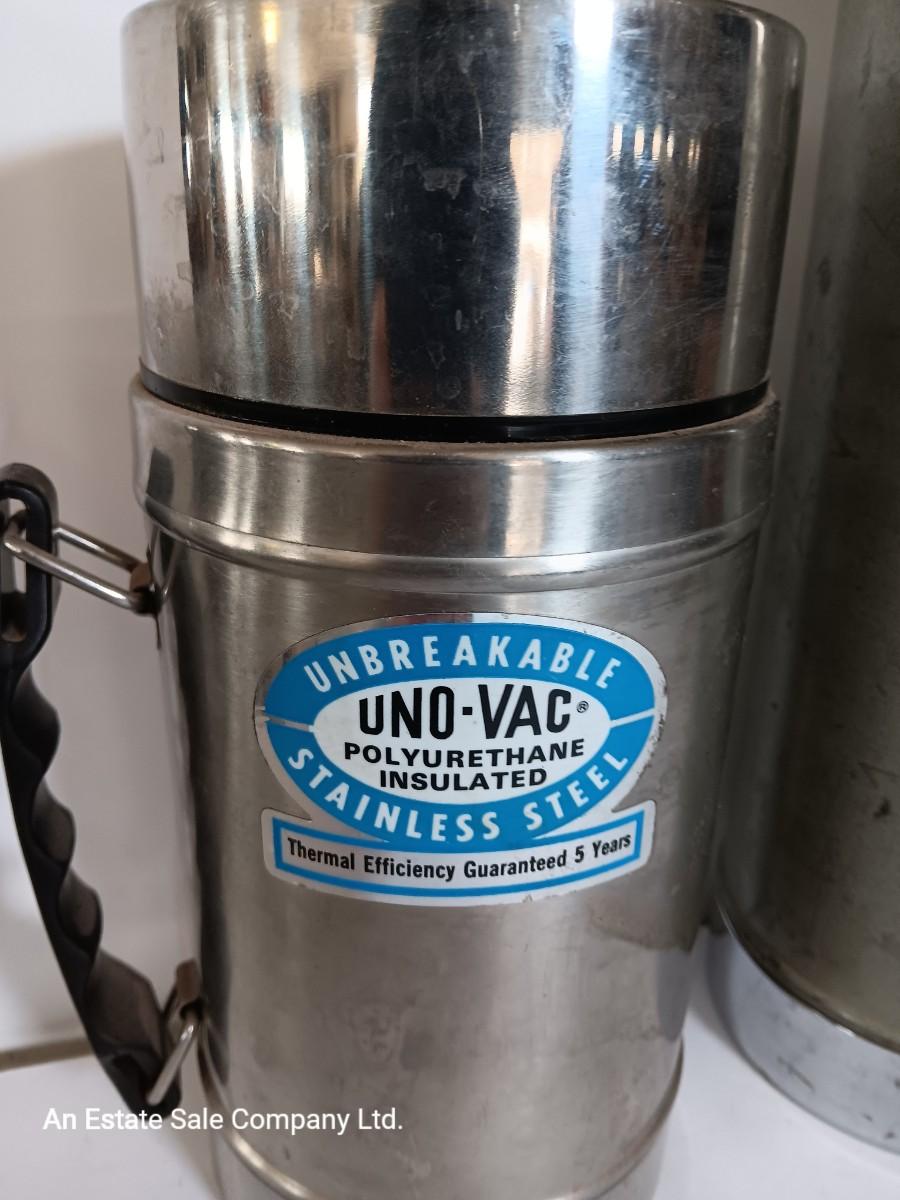 UNBREAKABLE
UNO-VAC®
POLYURETHANE
INSULATED
STAINLESS STEEL
Thermal Efficiency Guaranteed 5 Years
An Estate Sale Company Ltd.